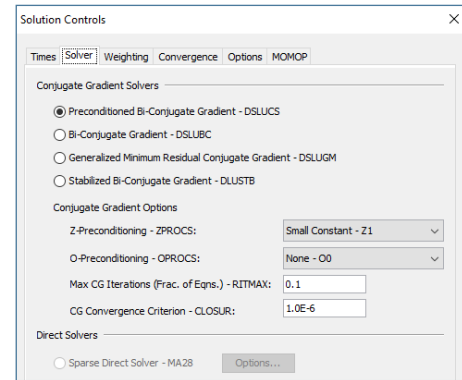 Solution Controls
Times Solver Weighting Convergence Options MOMOP
Conjugate Gradient Solvers
Preconditioned Bi-Conjugate Gradient - DSLUCS
Bi-Conjugate Gradient - DSLUBC
Generalized Minimum Residual Conjugate Gradient - DSLUGM
Stabilized Bi-Conjugate Gradient - DLUSTB
Conjugate Gradient Options
Z-Preconditioning - ZPROCS: Small Constant - Z1
O-Preconditioning - OPROCS: None - O0
Max CG Iterations (Frac. of Eqns.) - RITMAX: 0.1
CG Convergence Criterion - CLOSUR: 1.0E-6
Direct Solvers
Sparse Direct Solver - MA28 Options...